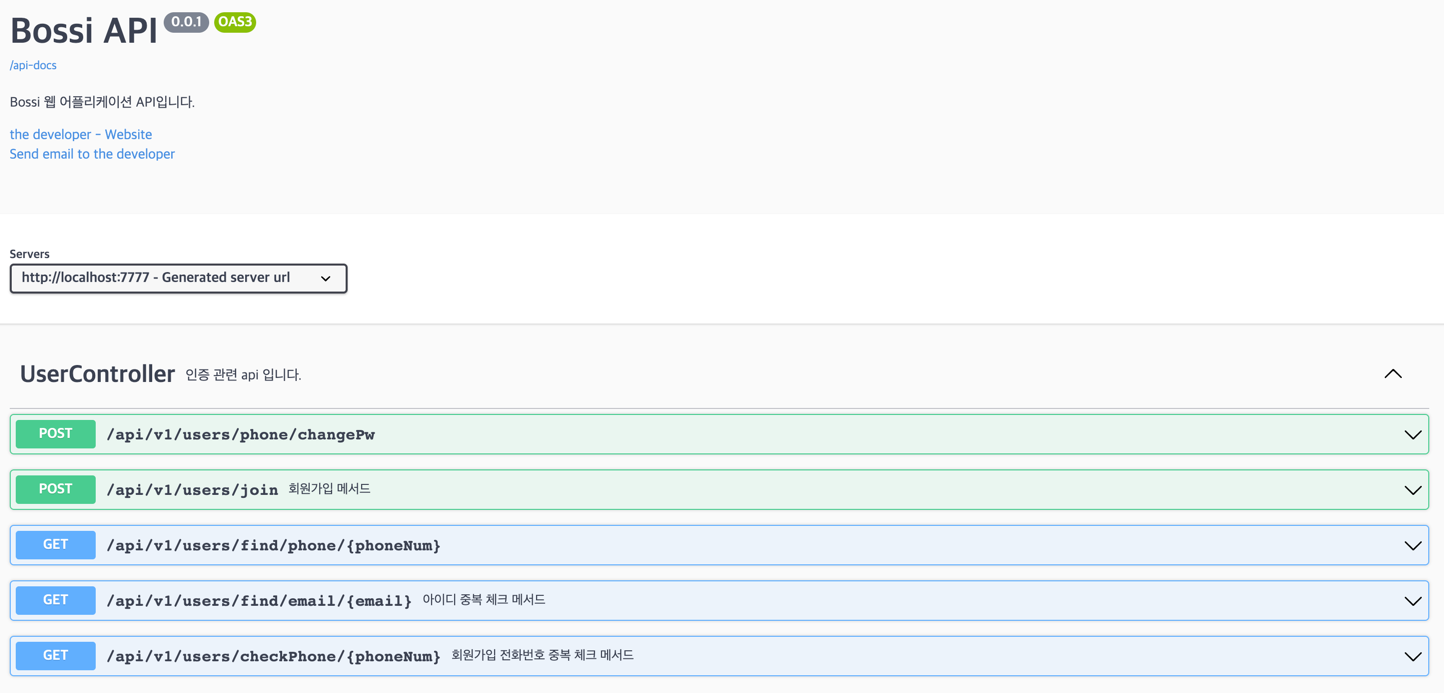 Bossi API 0.0.1 OAS3
/api-docs
Bossi 웹 어플리케이션 API입니다.
the developer - Website
Send email to the developer
Servers
http://localhost:7777 - Generated server url
UserController 인증 관련 api 입니다.
POST /api/v1/users/phone/changePw
POST /api/v1/users/join 회원가입 메서드
GET /api/v1/users/find/phone/{phoneNum}
GET /api/v1/users/find/email/{email} 아이디 중복 체크 메서드
GET /api/v1/users/checkPhone/{phoneNum} 회원가입 전화번호 중복 체크 메서드